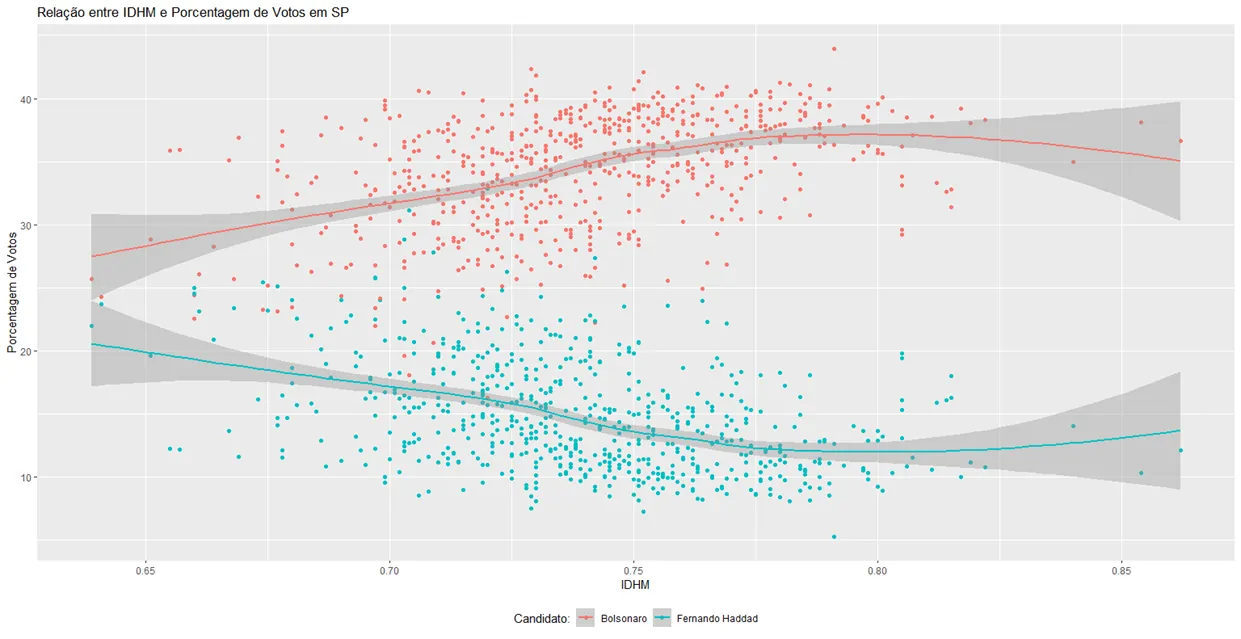 Relação entre IDHM e Porcentagem de Votos em SP
Porcentagem de Votos
40
30
20
10
0.65 0.70 0.75 0.80 0.85
IDHM
Candidato: Bolsonaro Fernando Haddad